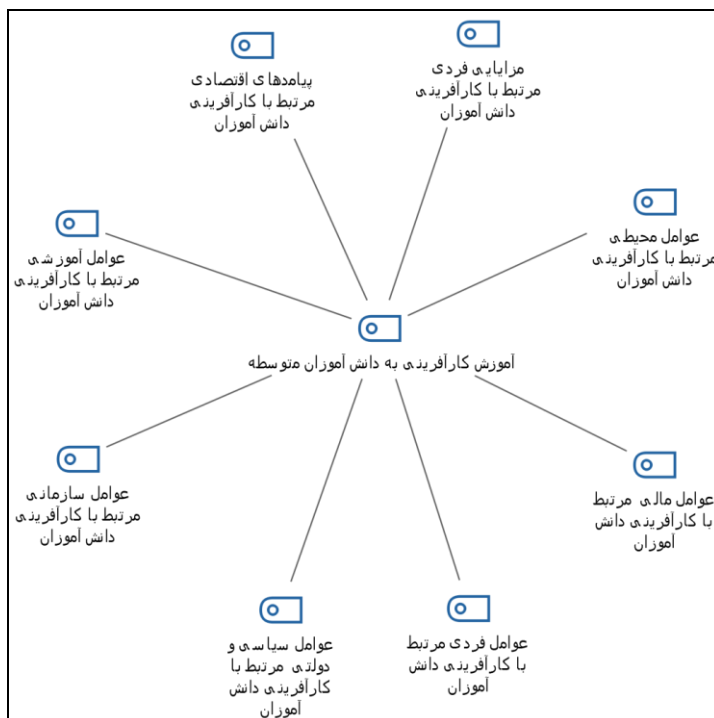 مزایایی فردی
مرتبط با کارآفرینی
دانش آموزان
پیامدهای اقتصادی
مرتبط با کارآفرینی
دانش آموزان
عوامل محیطی
مرتبط با کارآفرینی
دانش آموزان
عوامل آموزشی
مرتبط با کارآفرینی
دانش آموزان
آموزش کارآفرینی به دانش آموزان متوسطه
عوامل مالی مرتبط
با کارآفرینی دانش
آموزان
عوامل سازمانی
مرتبط با کارآفرینی
دانش آموزان
عوامل فردی مرتبط
با کارآفرینی دانش
آموزان
عوامل سیاسی و
دولتی مرتبط با
کارآفرینی دانش
آموزان